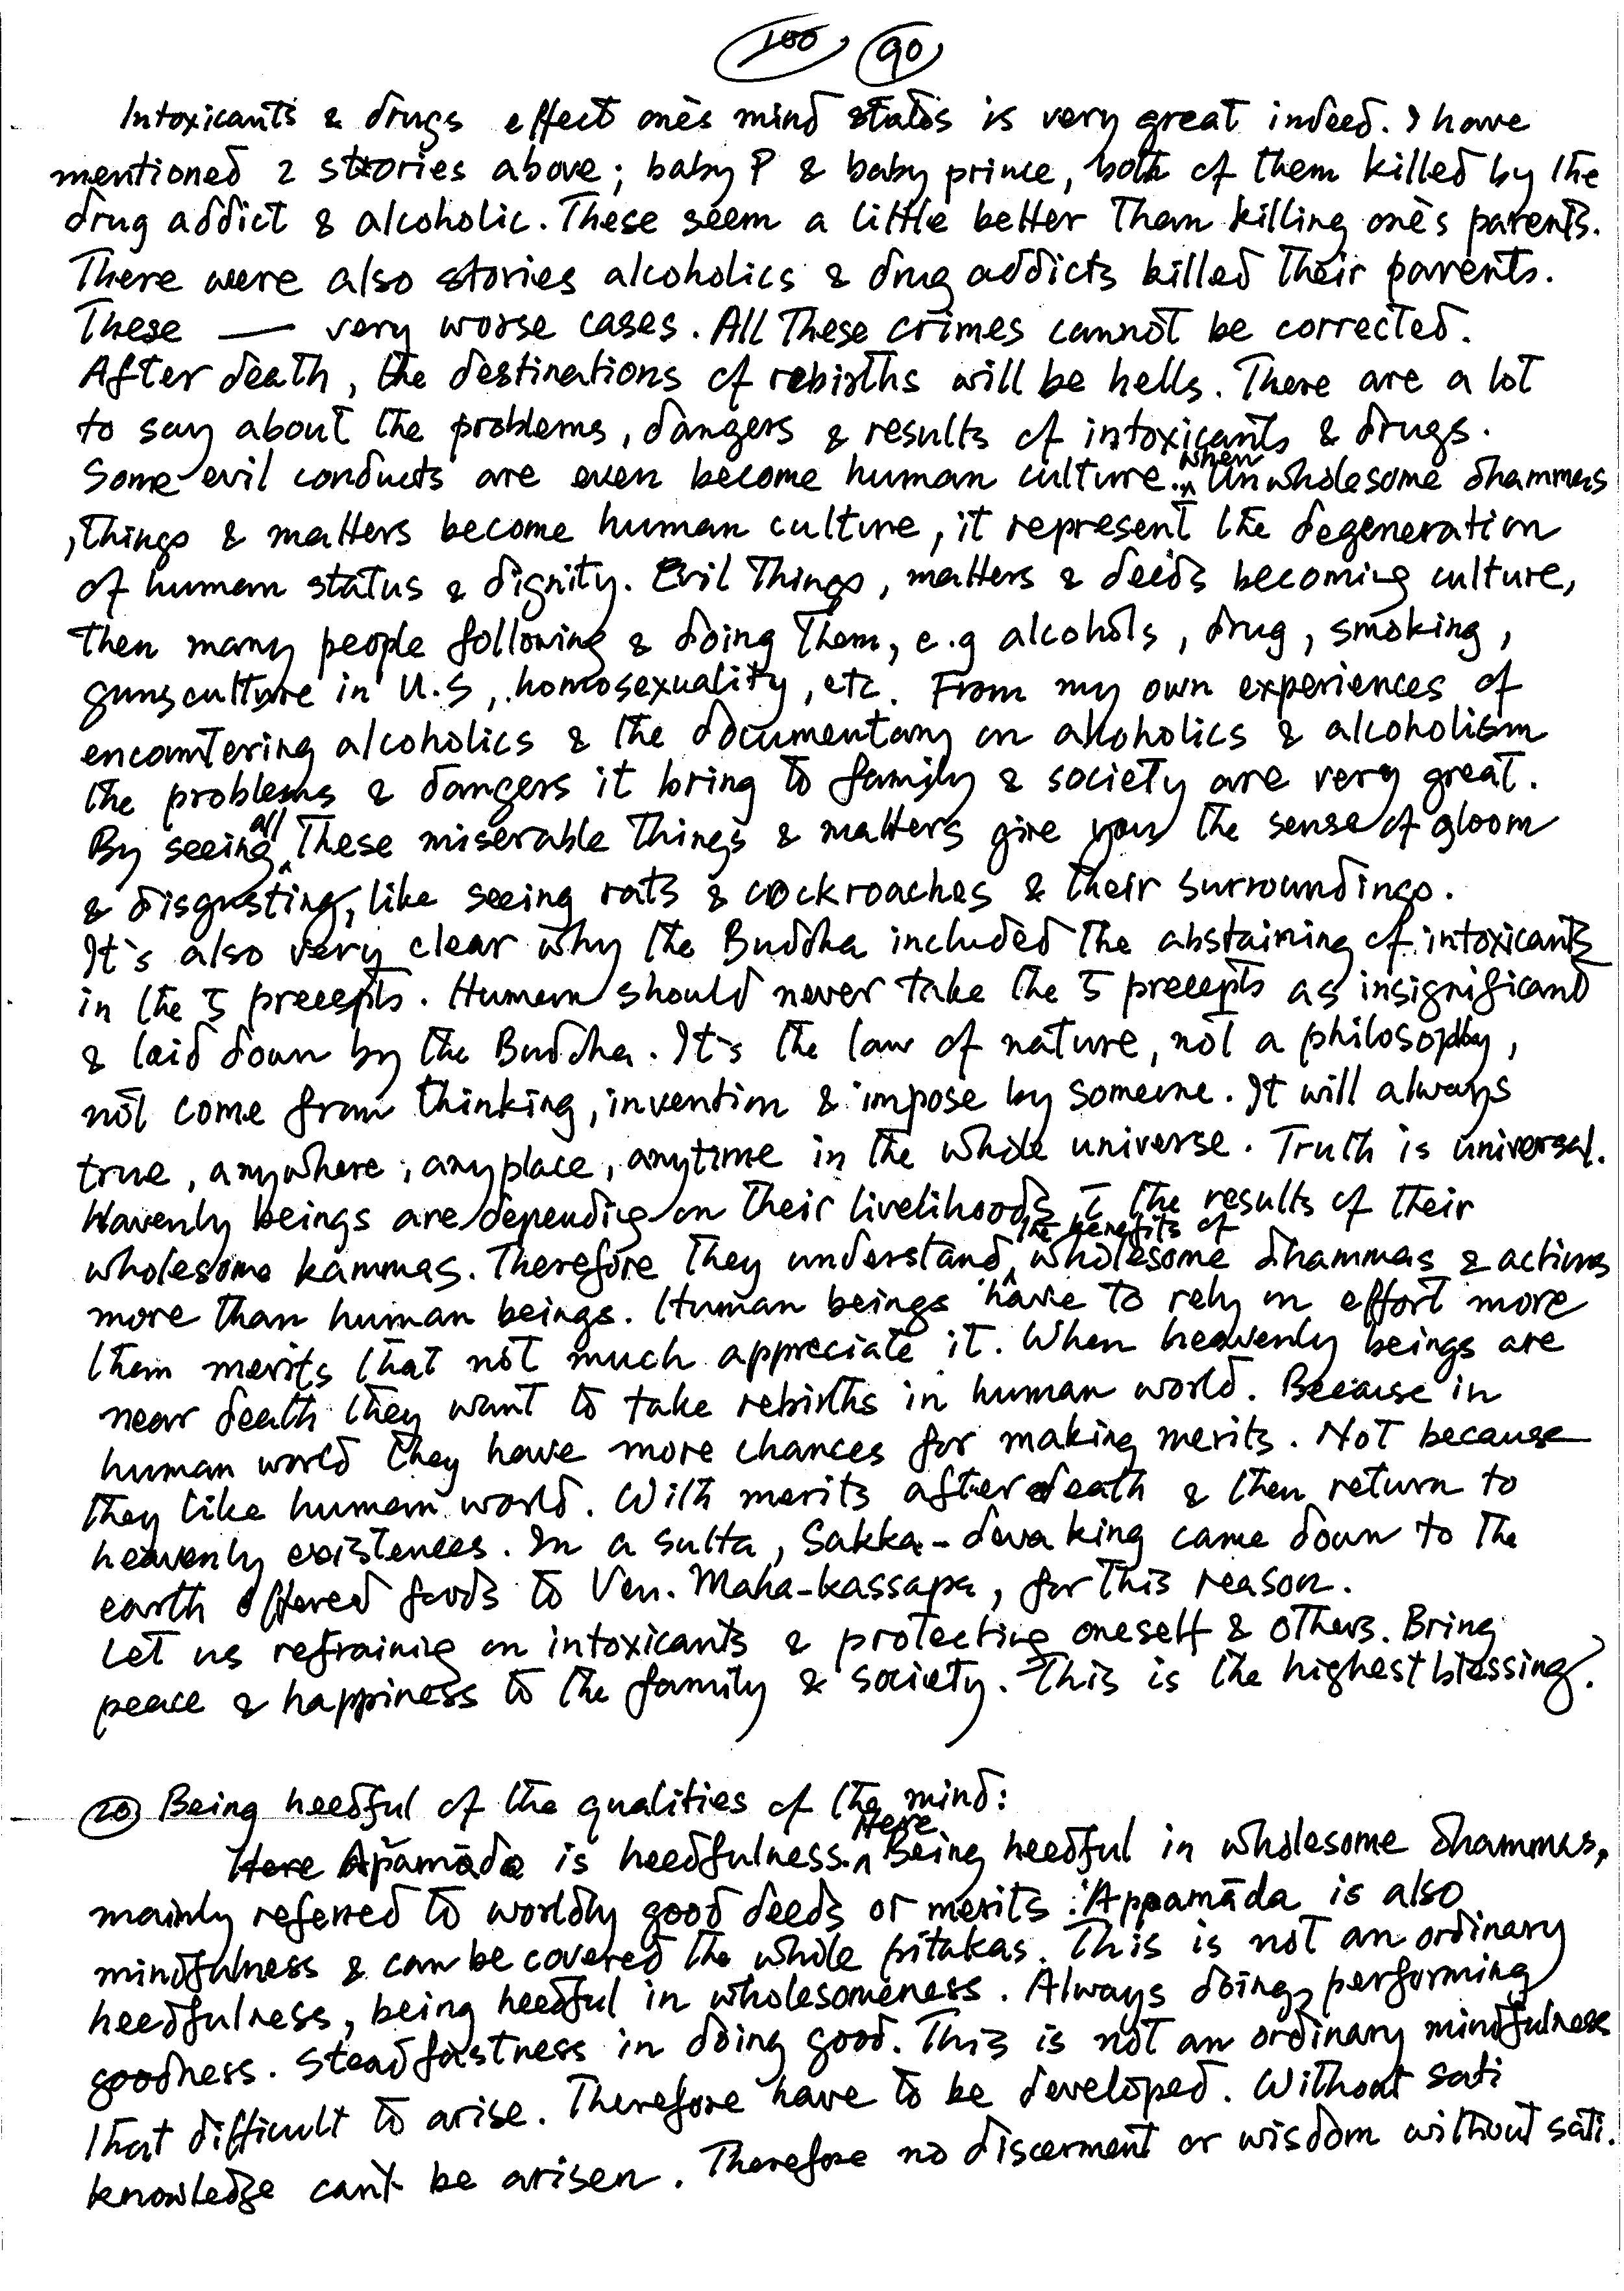 100 90
Intoxicants & drugs effect one's mind states is very great indeed. I have
mentioned 2 stories above; baby P & baby prince, both of them killed by the
drug addict & alcoholic. These seem a little better than killing one's parents.
There were also stories alcoholics & drug addicts killed their parents.
These — very worse cases. All these crimes cannot be corrected.
After death, the destinations of rebirths will be hells. There are a lot
to say about the problems, dangers & results of intoxicants & drugs.
Some evil conducts are even become human culture. When unwholesome dhammas
, things & matters become human culture, it represent the degeneration
of human status & dignity. Evil things, matters & deeds becoming culture,
then many people following & doing them, e.g alcohols, drug, smoking,
guns culture in U.S, homosexuality, etc. From my own experiences of
encountering alcoholics & the documentary on alcoholics & alcoholism
the problems & dangers it bring to family & society are very great.
By seeing all these miserable things & matters give you the sense of gloom
& disgusting, like seeing rats & cockroaches & their surroundings.
It's also very clear why the Buddha included the abstaining of intoxicants
in the 5 precepts. Human should never take the 5 precepts as insignificant
& laid down by the Buddha. It's the law of nature, not a philosophy,
not come from thinking, invention & impose by someone. It will always
true, anywhere, any place, anytime in the whole universe. Truth is universal.
Havenly beings are depending on their livelihoods, the results of their
wholesome kammas. Therefore they understand the benefits of wholesome dhammas & actions
more than human beings. Human beings have to rely on effort more
them merits that not much appreciate it. When heavenly beings are
near death they want to take rebirths in human world. Because in
human world they have more chances for making merits. Not because
they like human world. With merits after death & then return to
heavenly existences. In a sutta, Sakka-deva king came down to the
earth offered foods to Ven. Maha-kassapa, for this reason.
Let us refraining on intoxicants & protecting oneself & others. Bring
peace & happiness to the family & society. This is the highest blessing.
20 Being heedful of the qualities of the mind:
Here Apamāda is heedfulness. Here Being heedful in wholesome dhammas,
mainly referred to worldly good deeds or merits. Appamāda is also
mindfulness & can be covered the whole pitakas. This is not an ordinary
heedfulness, being heedful in wholesomeness. Always doing, performing
goodness. Steadfastness in doing good. This is not an ordinary mindfulness
that difficult to arise. Therefore have to be developed. Without sati
knowledge can't be arisen. Therefore no discernment or wisdom without sati.